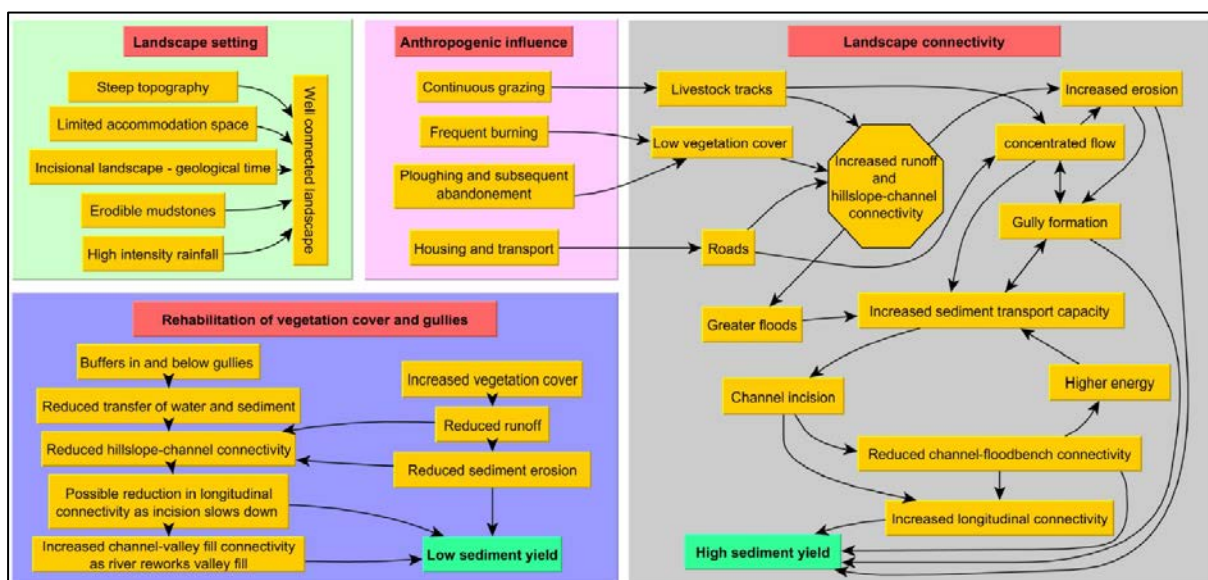 Landscape setting
Steep topography
Limited accommodation space
Incisional landscape - geological time
Erodible mudstones
High intensity rainfall
Well connected landscape
Anthropogenic influence
Continuous grazing
Frequent burning
Ploughing and subsequent
abandonement
Housing and transport
Landscape connectivity
Livestock tracks
Low vegetation cover
Roads
Increased runoff
and
hillslope-channel
connectivity
Greater floods
Increased erosion
concentrated flow
Gully formation
Increased sediment transport capacity
Channel incision
Higher energy
Reduced channel-floodbench connectivity
Increased longitudinal connectivity
High sediment yield
Rehabilitation of vegetation cover and gullies
Buffers in and below gullies
Reduced transfer of water and sediment
Reduced hillslope-channel connectivity
Possible reduction in longitudinal
connectivity as incision slows down
Increased channel-valley fill connectivity
as river reworks valley fill
Increased vegetation cover
Reduced runoff
Reduced sediment erosion
Low sediment yield